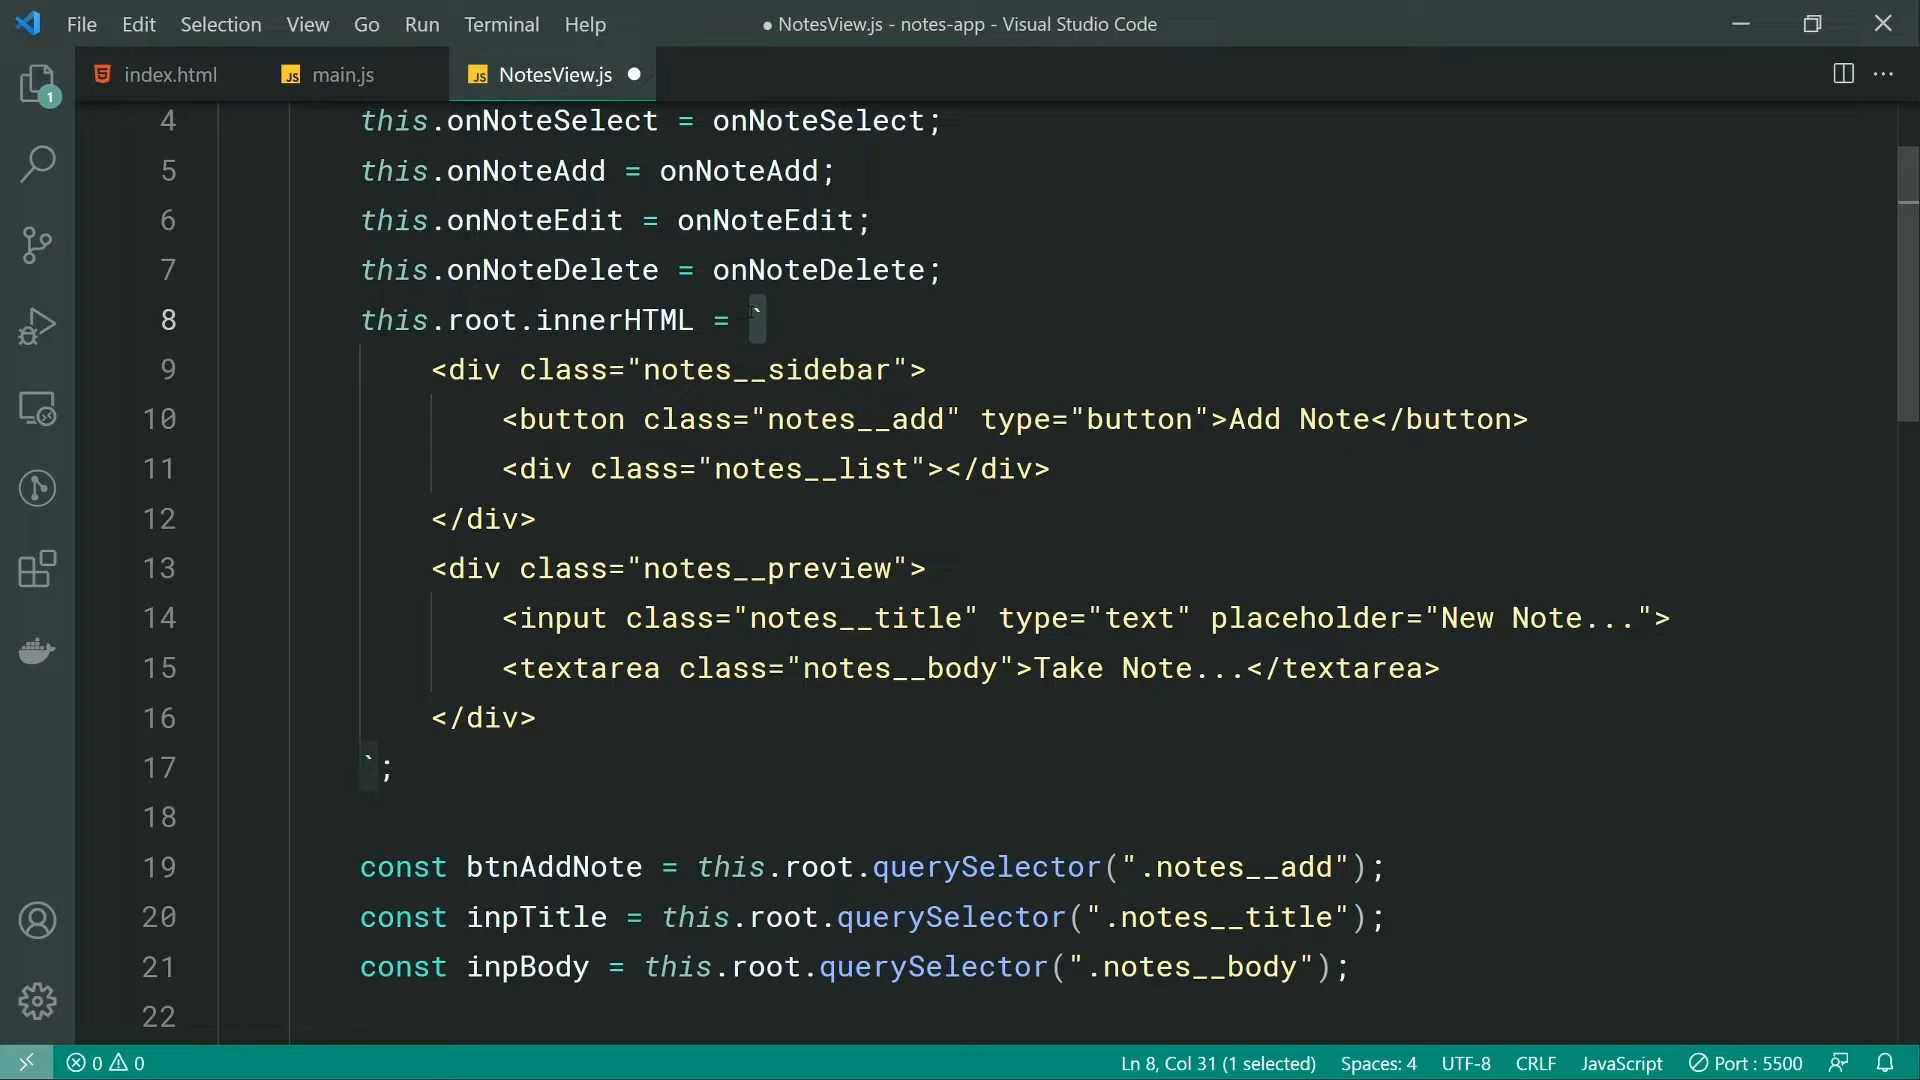 File Edit Selection View Go Run Terminal Help ● NotesView.js - notes-app - Visual Studio Code
index.html JS main.js JS NotesView.js ●
1
4 this.onNoteSelect = onNoteSelect;
5 this.onNoteAdd = onNoteAdd;
6 this.onNoteEdit = onNoteEdit;
7 this.onNoteDelete = onNoteDelete;
8 this.root.innerHTML = `
9 <div class="notes__sidebar">
10 <button class="notes__add" type="button">Add Note</button>
11 <div class="notes__list"></div>
12 </div>
13 <div class="notes__preview">
14 <input class="notes__title" type="text" placeholder="New Note...">
15 <textarea class="notes__body">Take Note...</textarea>
16 </div>
17 `;
18
19 const btnAddNote = this.root.querySelector(".notes__add");
20 const inpTitle = this.root.querySelector(".notes__title");
21 const inpBody = this.root.querySelector(".notes__body");
22
0 0 Ln 8, Col 31 (1 selected) Spaces: 4 UTF-8 CRLF JavaScript Port : 5500